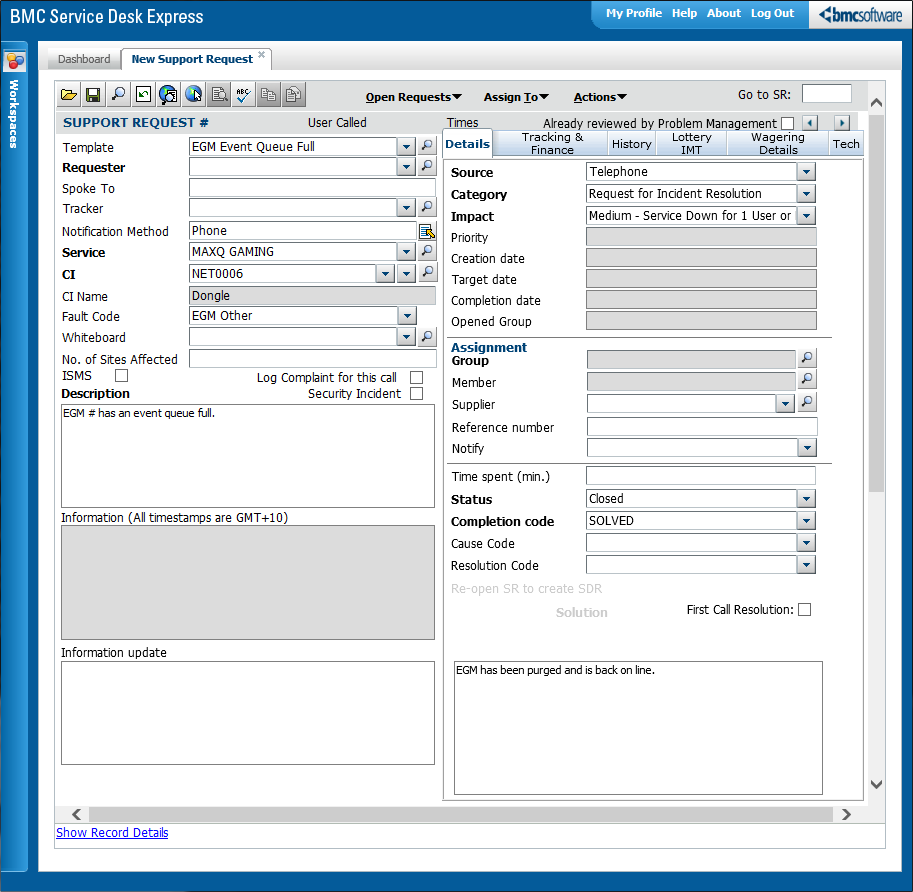 BMC Service Desk Express
My Profile Help About Log Out
bmcsoftware
Workspaces
Dashboard
New Support Request
ABC
Open Requests Assign To Actions
Go to SR:
SUPPORT REQUEST # User Called Times Already reviewed by Problem Management
Template EGM Event Queue Full
Requester
Spoke To
Tracker
Notification Method Phone
Service MAXQ GAMING
CI NET0006
CI Name Dongle
Fault Code EGM Other
Whiteboard
No. of Sites Affected
ISMS
Log Complaint for this call
Security Incident
Description
EGM # has an event queue full.
Information (All timestamps are GMT+10)
Information update
Details
Tracking &
Finance
History
Lottery
IMT
Wagering
Details
Tech
Source Telephone
Category Request for Incident Resolution
Impact Medium - Service Down for 1 User or
Priority
Creation date
Target date
Completion date
Opened Group
Assignment
Group
Member
Supplier
Reference number
Notify
Time spent (min.)
Status Closed
Completion code SOLVED
Cause Code
Resolution Code
Re-open SR to create SDR
Solution
First Call Resolution:
EGM has been purged and is back on line.
Show Record Details